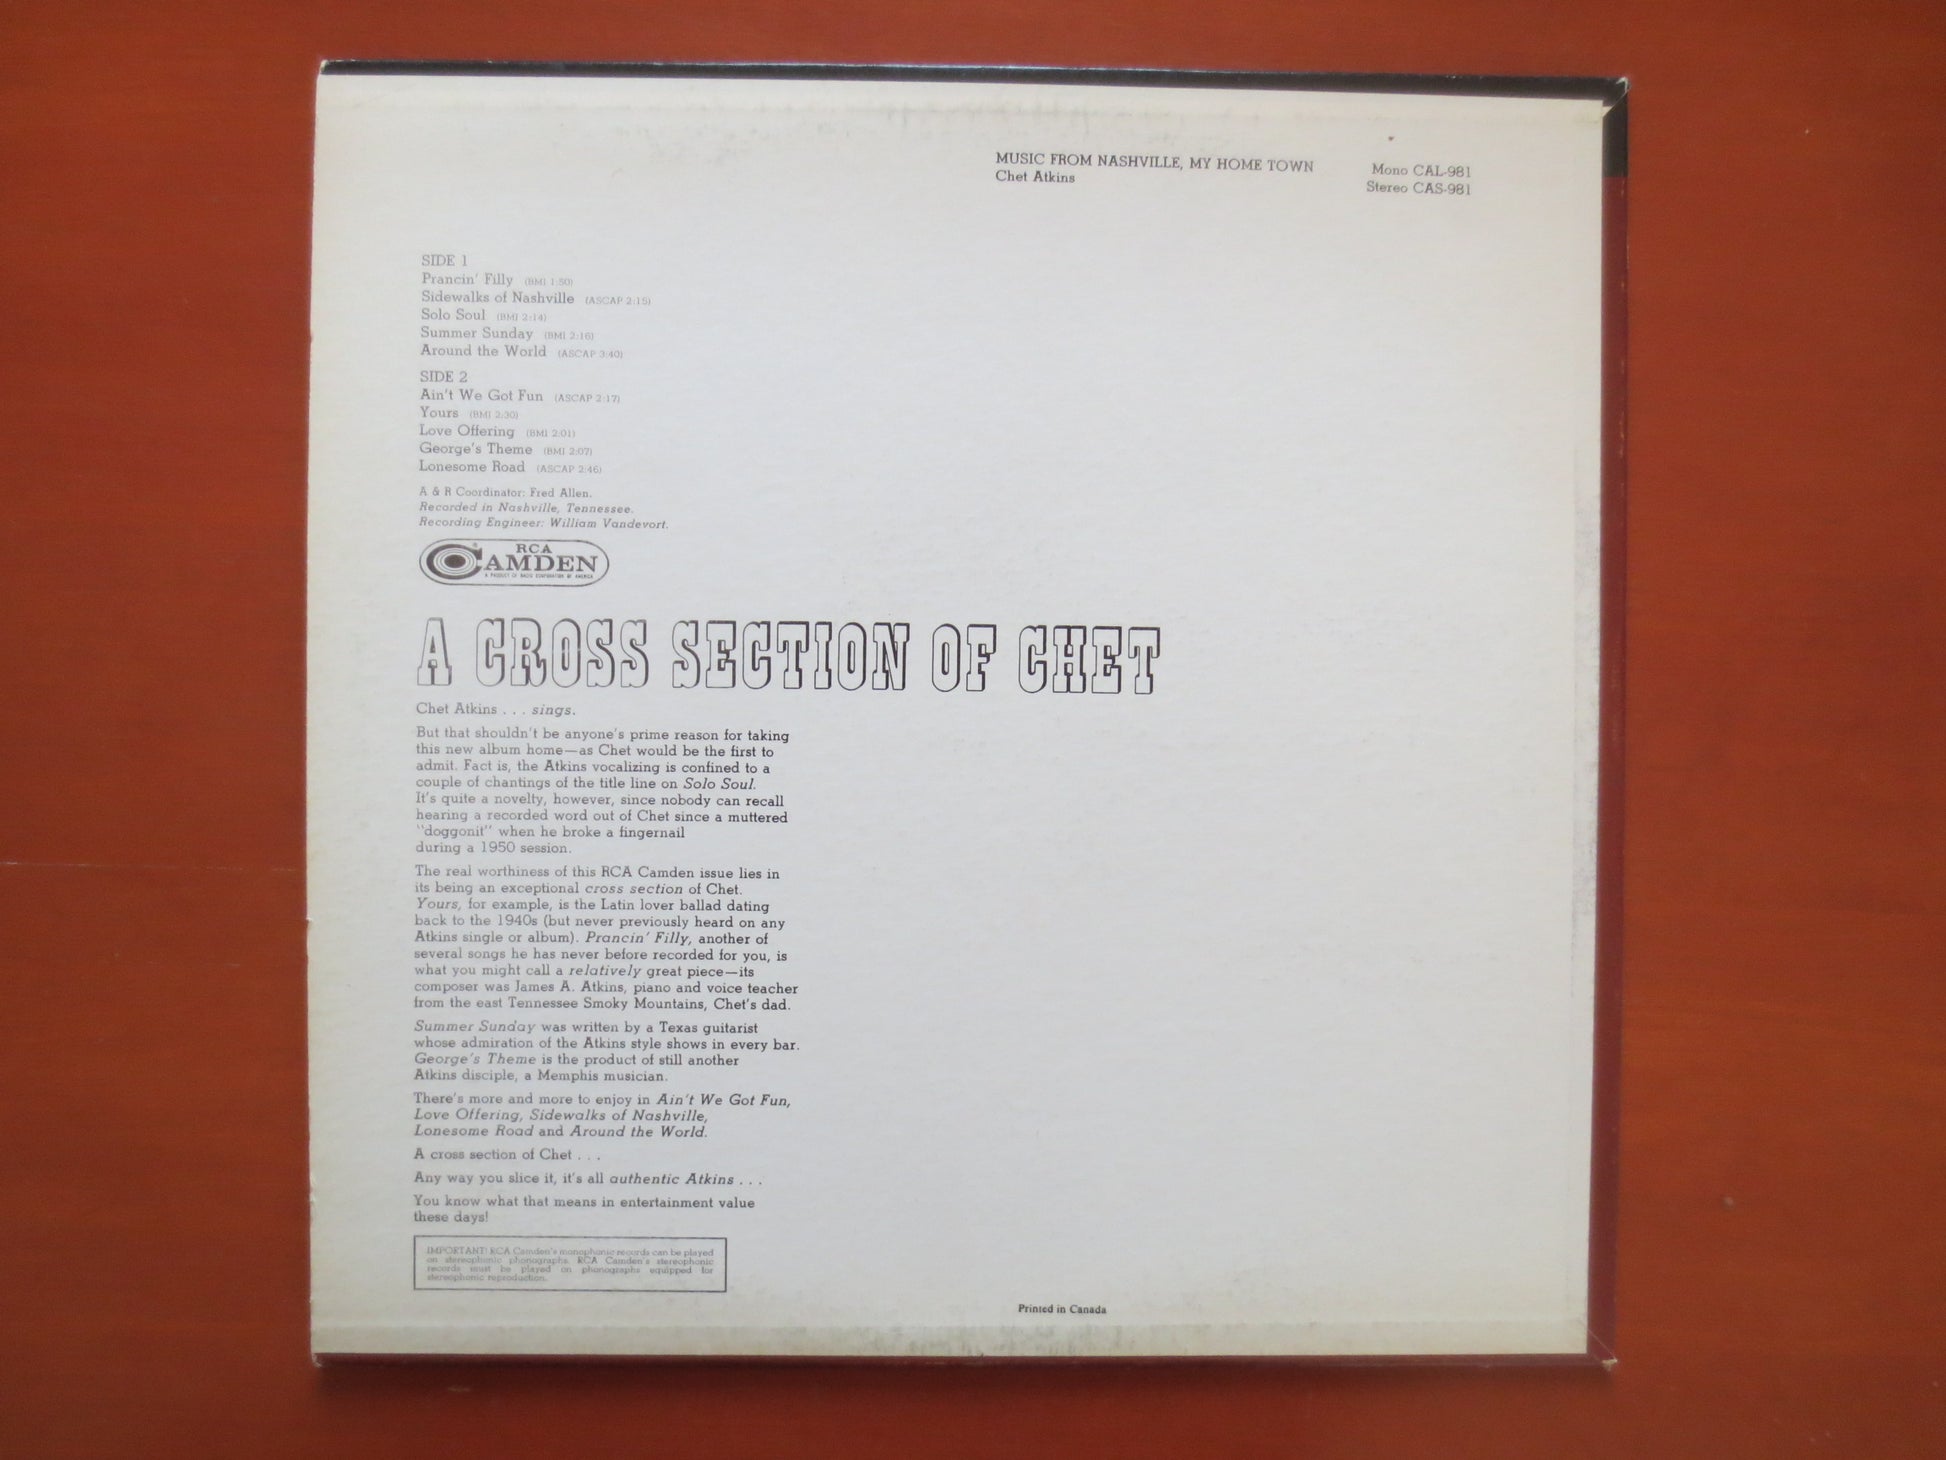 MUSIC FROM NASHVILLE, MY HOME TOWN
Chet Atkins
Mono CAL-981
Stereo CAS-981
SIDE 1
Prancin' Filly (BMI 1:50)
Sidewalks of Nashville (ASCAP 2:15)
Solo Soul (BMI 2:14)
Summer Sunday (BMI 2:16)
Around the World (ASCAP 3:40)
SIDE 2
Ain't We Got Fun (ASCAP 2:17)
Yours (BMI 2:30)
Love Offering (BMI 2:01)
George's Theme (BMI 2:07)
Lonesome Road (ASCAP 2:46)
A & R Coordinator: Fred Allen.
Recorded in Nashville, Tennessee.
Recording Engineer: William Vandevort.
RCA
CAMDEN
A PRODUCT OF RADIO CORPORATION OF AMERICA
A CROSS SECTION OF CHET
Chet Atkins . . . sings.
But that shouldn't be anyone's prime reason for taking
this new album home—as Chet would be the first to
admit. Fact is, the Atkins vocalizing is confined to a
couple of chantings of the title line on Solo Soul.
It's quite a novelty, however, since nobody can recall
hearing a recorded word out of Chet since a muttered
"doggonit" when he broke a fingernail
during a 1950 session.
The real worthiness of this RCA Camden issue lies in
its being an exceptional cross section of Chet.
Yours, for example, is the Latin lover ballad dating
back to the 1940s (but never previously heard on any
Atkins single or album). Prancin' Filly, another of
several songs he has never before recorded for you, is
what you might call a relatively great piece—its
composer was James A. Atkins, piano and voice teacher
from the east Tennessee Smoky Mountains, Chet's dad.
Summer Sunday was written by a Texas guitarist
whose admiration of the Atkins style shows in every bar.
George's Theme is the product of still another
Atkins disciple, a Memphis musician.
There's more and more to enjoy in Ain't We Got Fun,
Love Offering, Sidewalks of Nashville,
Lonesome Road and Around the World.
A cross section of Chet . . .
Any way you slice it, it's all authentic Atkins . . .
You know what that means in entertainment value
these days!
IMPORTANT! RCA Camden's monophonic records can be played
on stereophonic phonographs. RCA Camden's stereophonic
records must be played on phonographs equipped for
stereophonic reproduction.
Printed in Canada